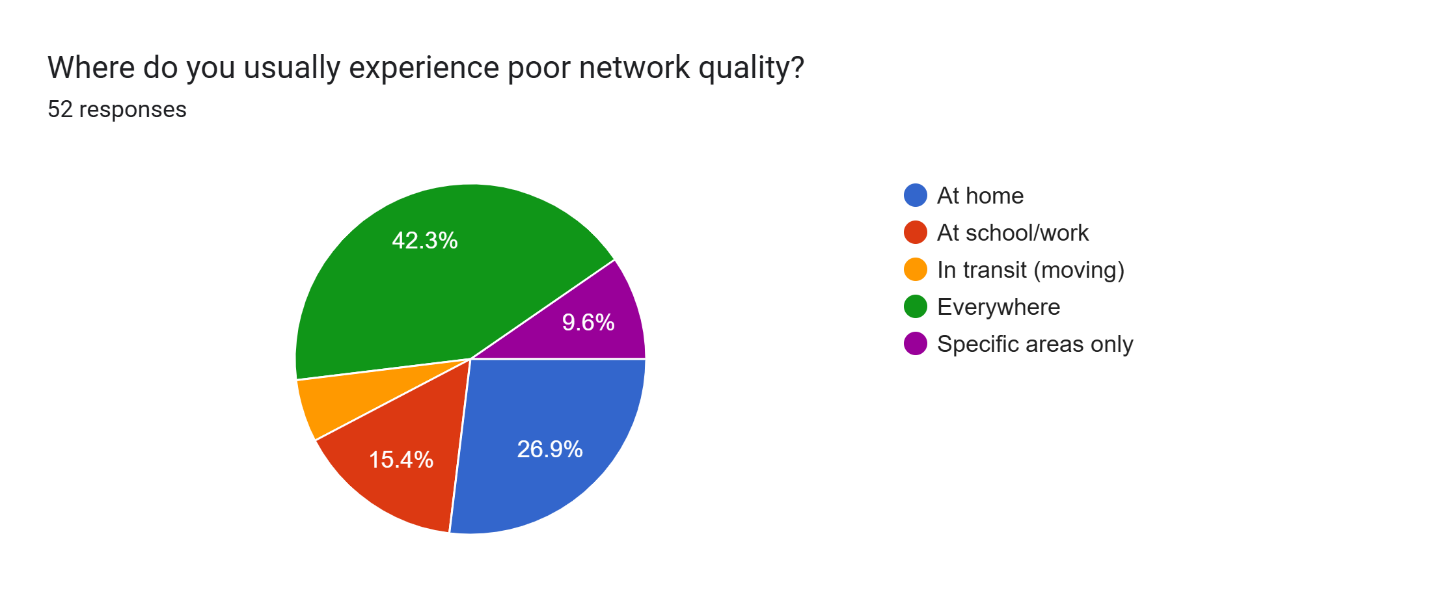 Where do you usually experience poor network quality?
52 responses
42.3%
9.6%
26.9%
15.4%
At home
At school/work
In transit (moving)
Everywhere
Specific areas only